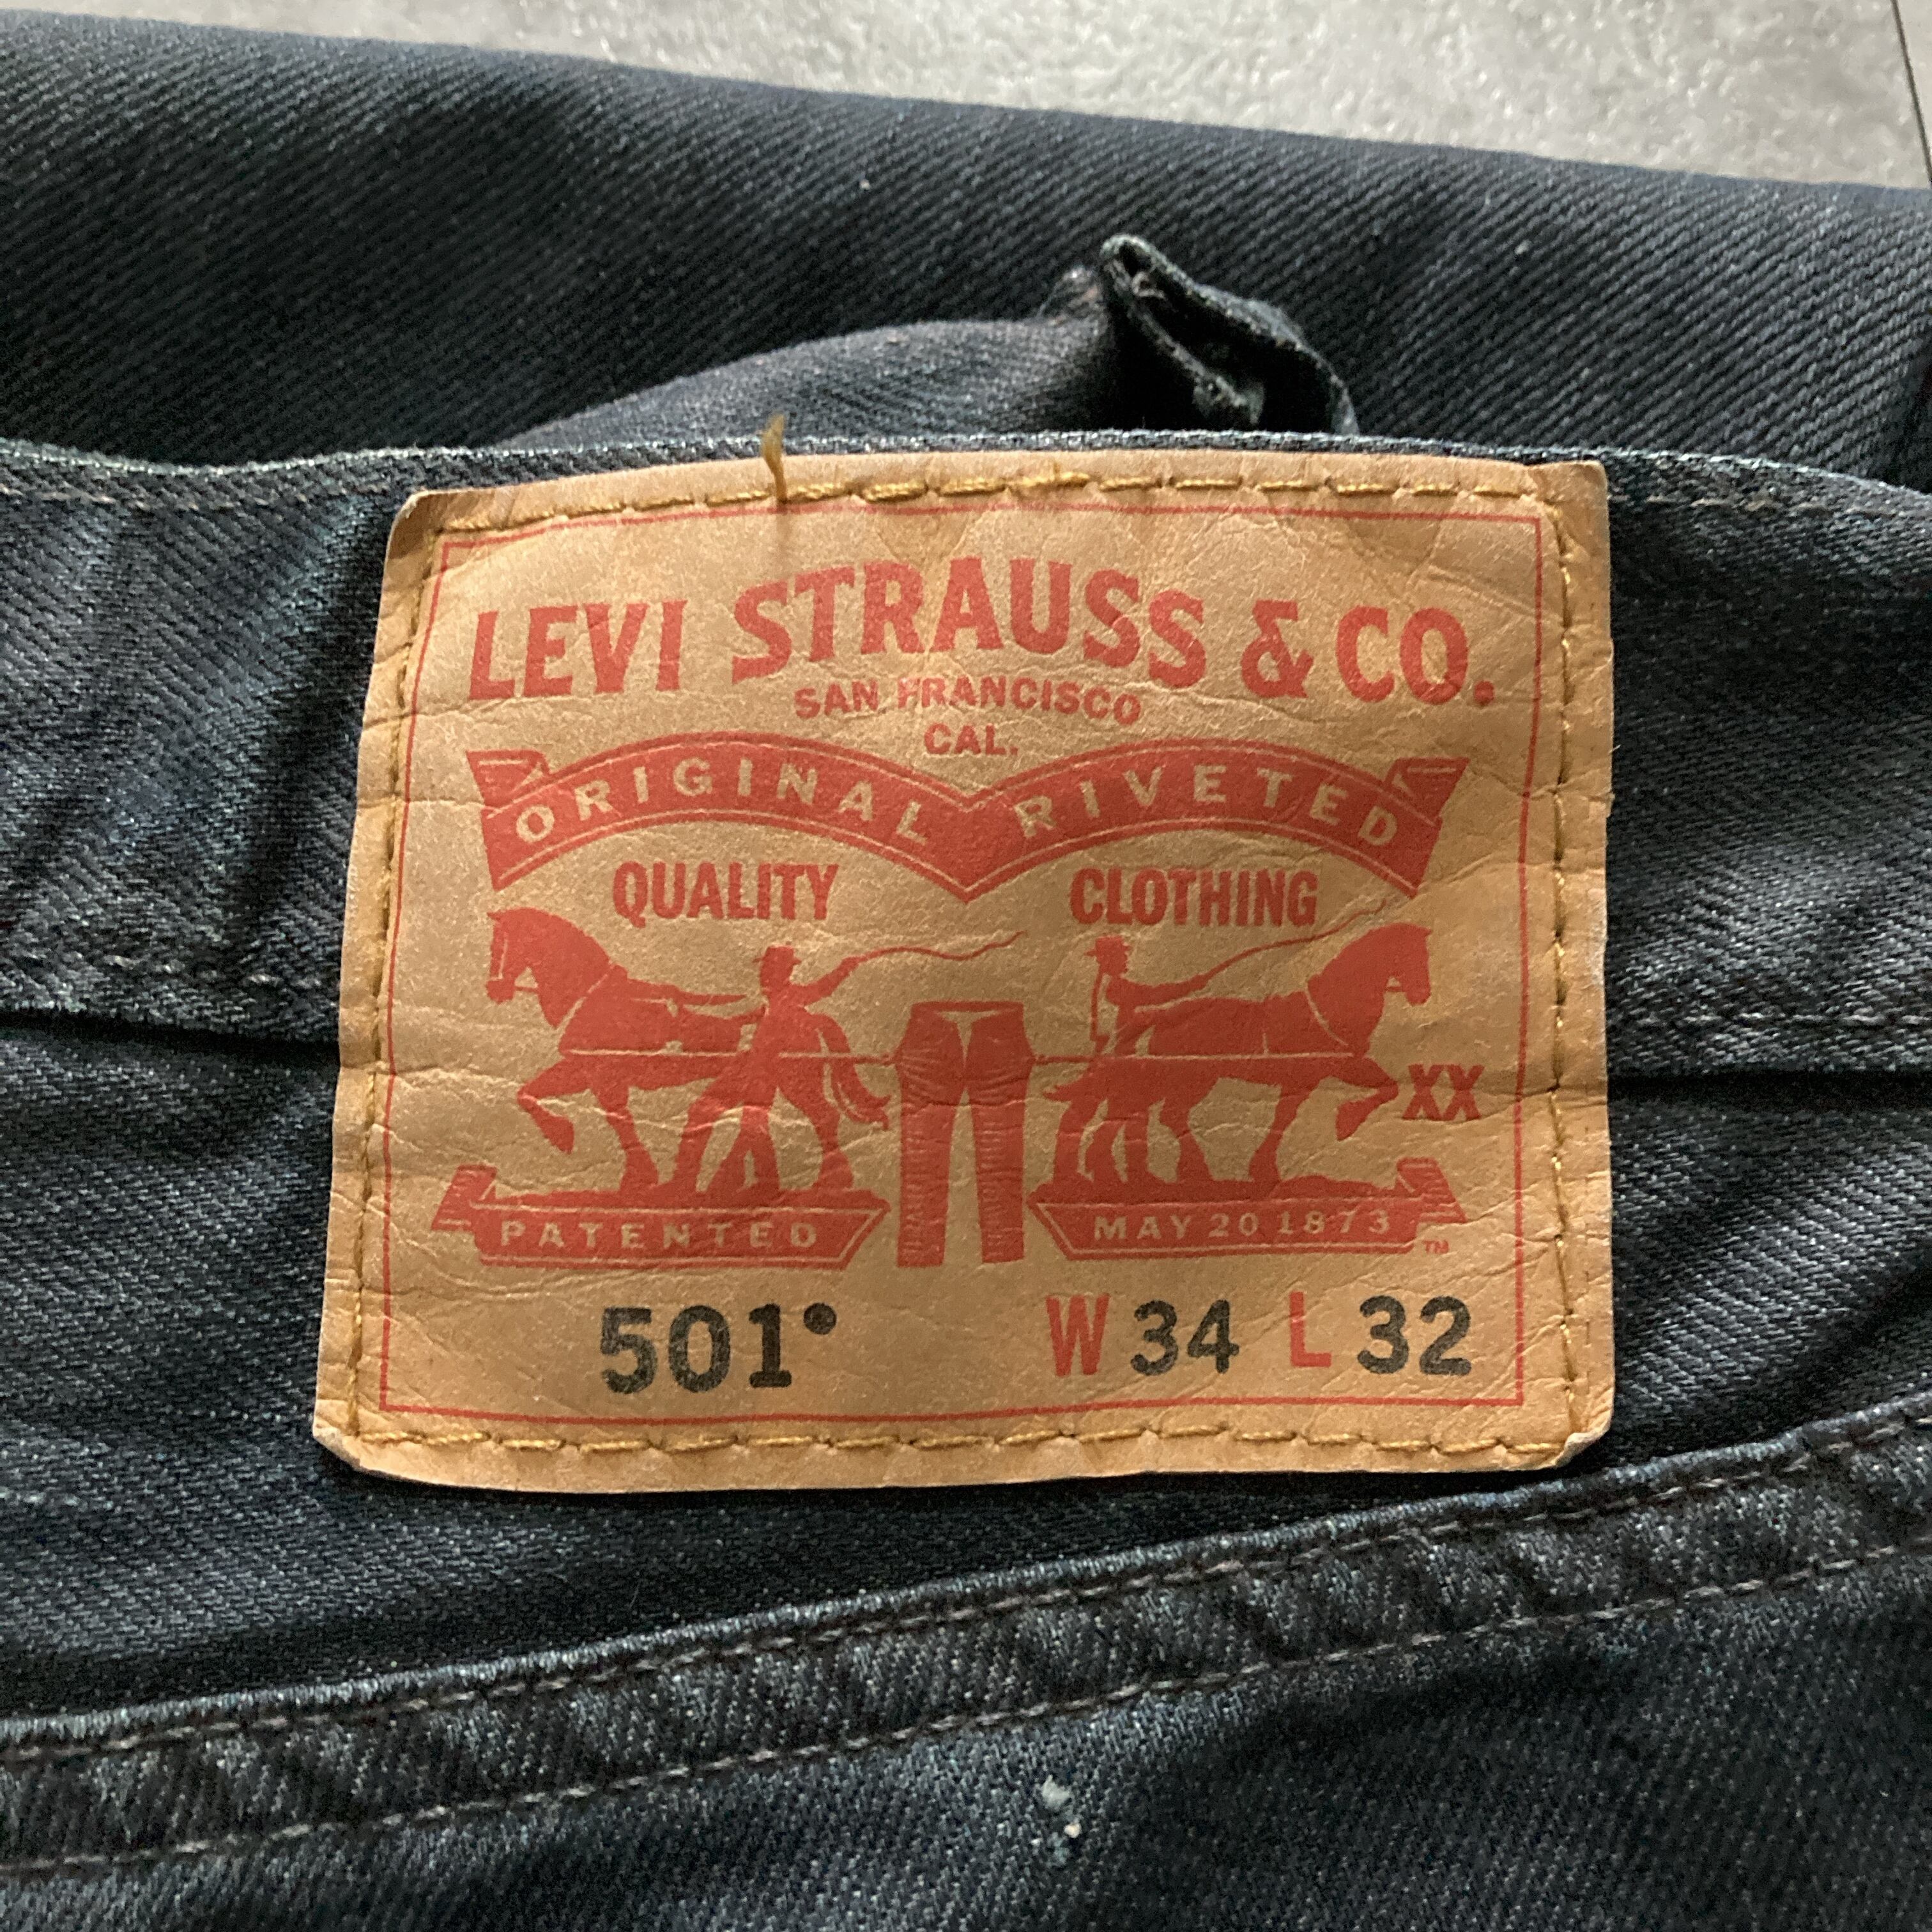 LEVI STRAUSS & CO.
SAN FRANCISCO
CAL.
ORIGINAL RIVETED
QUALITY CLOTHING
XX
PATENTED MAY 20 1873 ™
501® W 34 L 32